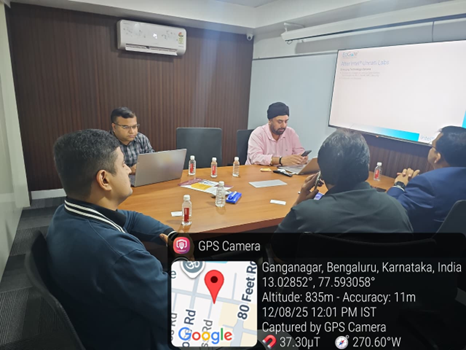 GPS Camera
Rd
80 Feet R
Rd
Google
Ganganagar, Bengaluru, Karnataka, India
13.02852°, 77.593058°
Altitude: 835m - Accuracy: 11m
12/08/25 12:01 PM IST
Captured by GPS Camera
37.30µT
270.60°W